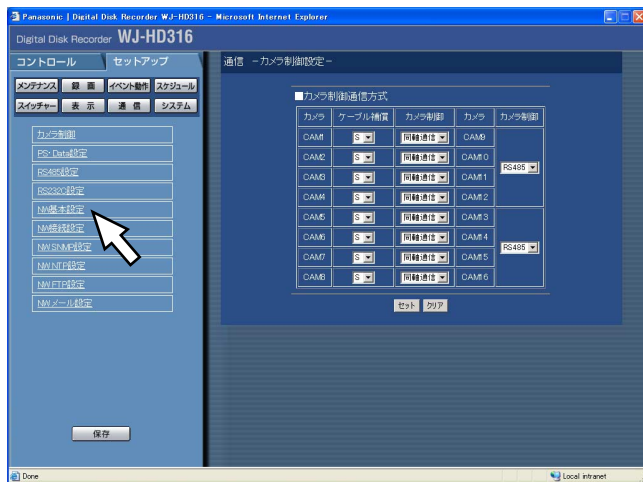 Panasonic | Digital Disk Recorder WJ-HD316 - Microsoft Internet Explorer
Digital Disk Recorder WJ-HD316
コントロール セットアップ
通信 －カメラ制御設定－
メンテナンス 録画 イベント動作 スケジュール
スイッチャー 表示 通信 システム
カメラ制御
PS・Data設定
RS485設定
RS232C設定
NW基本設定
NW接続設定
NW SNMP設定
NW NTP設定
NW FTP設定
NWメール設定
保存
■カメラ制御通信方式
カメラ ケーブル補償 カメラ制御 カメラ カメラ制御
CAM1 S 同軸通信 CAM9
CAM2 S 同軸通信 CAM10
RS485
CAM3 S 同軸通信 CAM11
CAM4 S 同軸通信 CAM12
CAM5 S 同軸通信 CAM13
CAM6 S 同軸通信 CAM14
RS485
CAM7 S 同軸通信 CAM15
CAM8 S 同軸通信 CAM16
セット クリア
Done
Local intranet